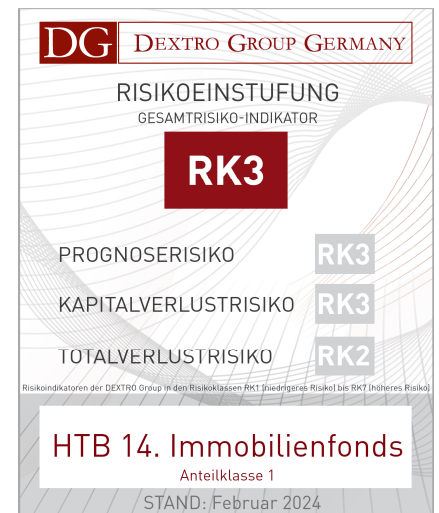 DG DEXTRO GROUP GERMANY
RISIKOEINSTUFUNG
GESAMTRISIKO-INDIKATOR
RK3
PROGNOSERISIKO RK3
KAPITALVERLUSTRISIKO RK3
TOTALVERLUSTRISIKO RK2
Risikoindikatoren der DEXTRO Group in den Risikoklassen RK1 (niedrigeres Risiko) bis RK7 (höheres Risiko)
HTB 14. Immobilienfonds
Anteilklasse 1
STAND: Februar 2024